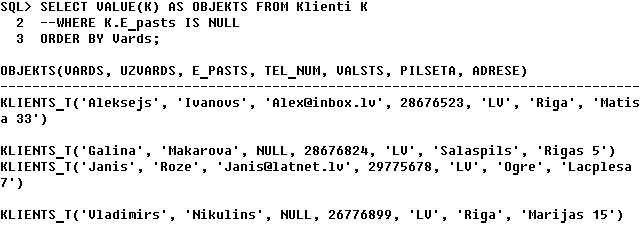 SQL> SELECT VALUE(K) AS OBJEKTS FROM Klienti K
2 --WHERE K.E_pasts IS NULL
3 ORDER BY Vards;
OBJEKTS(VARDS, UZVARDS, E_PASTS, TEL_NUM, VALSTS, PILSETA, ADRESE)
--------------------------------------------------------------------------------
KLIENTS_T('Aleksejs', 'Ivanovs', 'Alex@inbox.lv', 28676523, 'LV', 'Riga', 'Matis
a 33')
KLIENTS_T('Galina', 'Makarova', NULL, 28676824, 'LV', 'Salaspils', 'Rigas 5')
KLIENTS_T('Janis', 'Roze', 'Janis@latnet.lv', 29775678, 'LV', 'Ogre', 'Lacplesa
7')
KLIENTS_T('Vladimirs', 'Nikulins', NULL, 26776899, 'LV', 'Riga', 'Marijas 15')